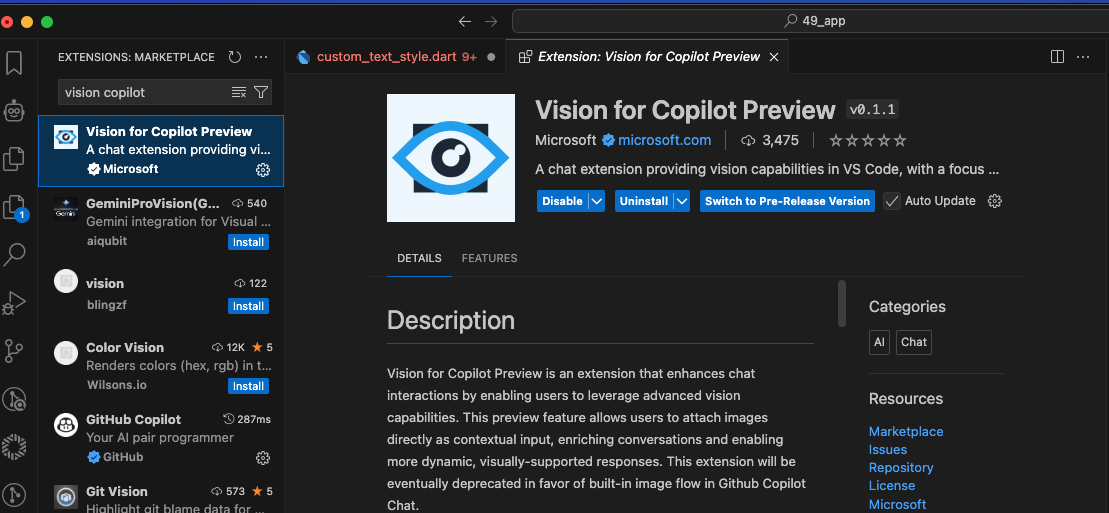 49_app
EXTENSIONS: MARKETPLACE
vision copilot
Vision for Copilot Preview
A chat extension providing vi...
Microsoft
GeminiProVision(G... 540
Gemini integration for Visual ...
aiqubit Install
vision 122
blingzf Install
Color Vision 12K 5
Renders colors (hex, rgb) in t...
Wilsons.io Install
GitHub Copilot 287ms
Your AI pair programmer
GitHub
Git Vision 573 5
Highlight git blame data for ...
1
custom_text_style.dart 9+
Extension: Vision for Copilot Preview
Vision for Copilot Preview v0.1.1
Microsoft microsoft.com 3,475
A chat extension providing vision capabilities in VS Code, with a focus ...
Disable Uninstall Switch to Pre-Release Version Auto Update
DETAILS FEATURES
Description
Vision for Copilot Preview is an extension that enhances chat
interactions by enabling users to leverage advanced vision
capabilities. This preview feature allows users to attach images
directly as contextual input, enriching conversations and enabling
more dynamic, visually-supported responses. This extension will be
eventually deprecated in favor of built-in image flow in Github Copilot
Chat.
Categories
AI Chat
Resources
Marketplace
Issues
Repository
License
Microsoft